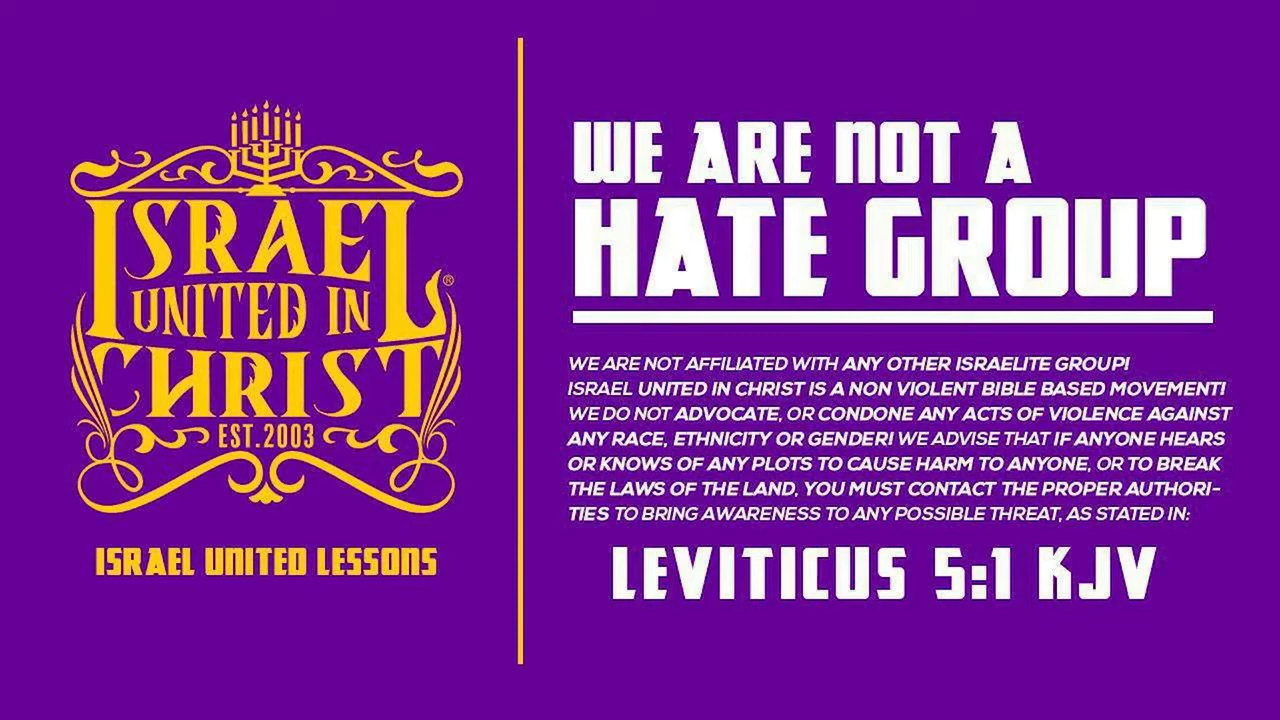 ISRAEL
UNITED IN
CHRIST
®
EST.2003
ISRAEL UNITED LESSONS
WE ARE NOT A
HATE GROUP
WE ARE NOT AFFILIATED WITH ANY OTHER ISRAELITE GROUP!
ISRAEL UNITED IN CHRIST IS A NON VIOLENT BIBLE BASED MOVEMENT!
WE DO NOT ADVOCATE, OR CONDONE ANY ACTS OF VIOLENCE AGAINST
ANY RACE, ETHNICITY OR GENDER! WE ADVISE THAT IF ANYONE HEARS
OR KNOWS OF ANY PLOTS TO CAUSE HARM TO ANYONE, OR TO BREAK
THE LAWS OF THE LAND, YOU MUST CONTACT THE PROPER AUTHORI-
TIES TO BRING AWARENESS TO ANY POSSIBLE THREAT, AS STATED IN:
LEVITICUS 5:1 KJV